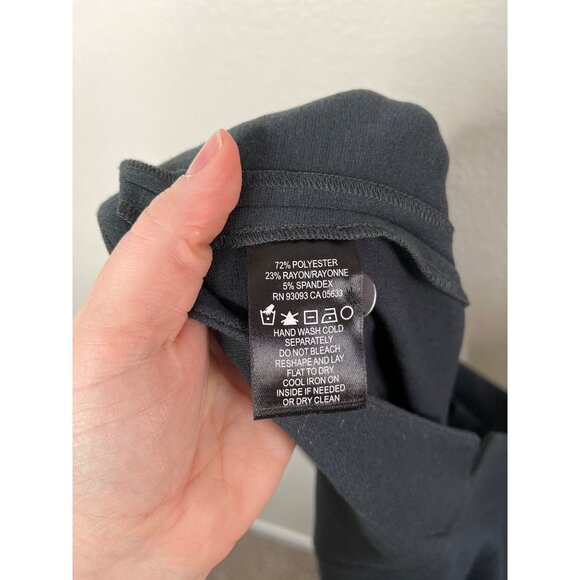 72% POLYESTER
23% RAYON/RAYONNE
5% SPANDEX
RN 93093 CA 05633
HAND WASH COLD
SEPARATELY
DO NOT BLEACH
RESHAPE AND LAY
FLAT TO DRY
COOL IRON ON
INSIDE IF NEEDED
OR DRY CLEAN